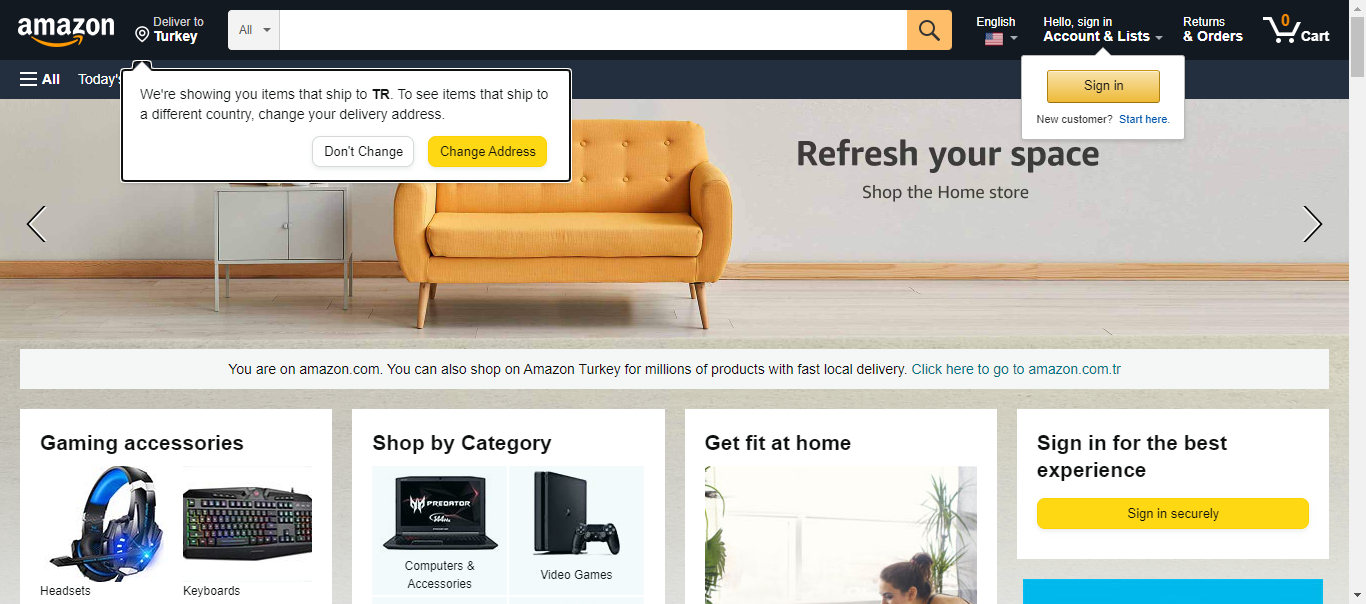 amazon
Deliver to
Turkey
All
English
Hello, sign in
Account & Lists
Returns
& Orders
0
Cart
All
Today's
We're showing you items that ship to TR. To see items that ship to
a different country, change your delivery address.
Don't Change
Change Address
Sign in
New customer? Start here.
Refresh your space
Shop the Home store
You are on amazon.com. You can also shop on Amazon Turkey for millions of products with fast local delivery. Click here to go to amazon.com.tr
Gaming accessories
Headsets
Keyboards
Shop by Category
PREDATOR
Computers &
Accessories
Video Games
Get fit at home
Sign in for the best
experience
Sign in securely